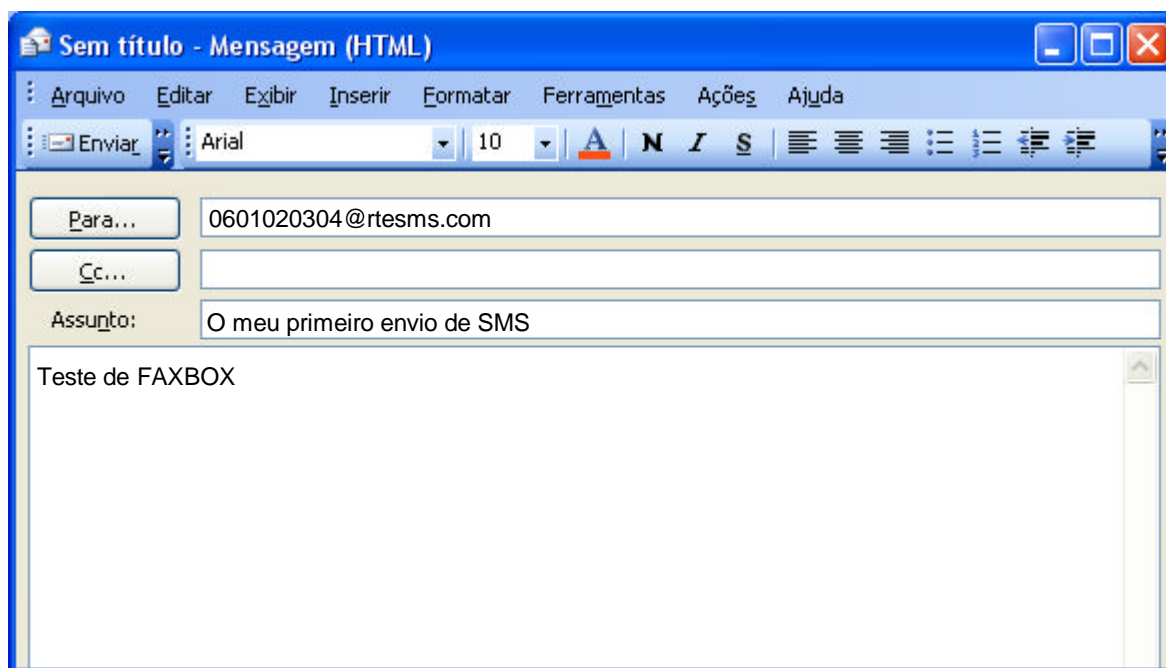 Sem título - Mensagem (HTML)
Arquivo Editar Exibir Inserir Formatar Ferramentas Ações Ajuda
Enviar Arial 10 A N I S
Para... 0601020304@rtesms.com
Cc...
Assunto: O meu primeiro envio de SMS
Teste de FAXBOX